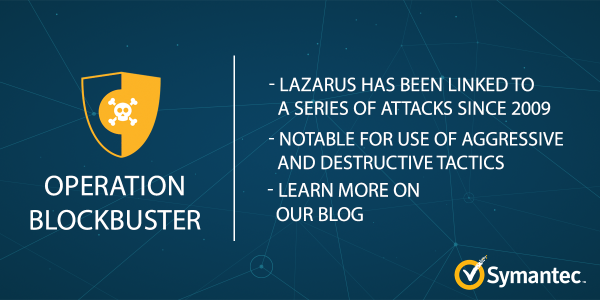 OPERATION
BLOCKBUSTER
- LAZARUS HAS BEEN LINKED TO
A SERIES OF ATTACKS SINCE 2009
- NOTABLE FOR USE OF AGGRESSIVE
AND DESTRUCTIVE TACTICS
- LEARN MORE ON
OUR BLOG
Symantec™